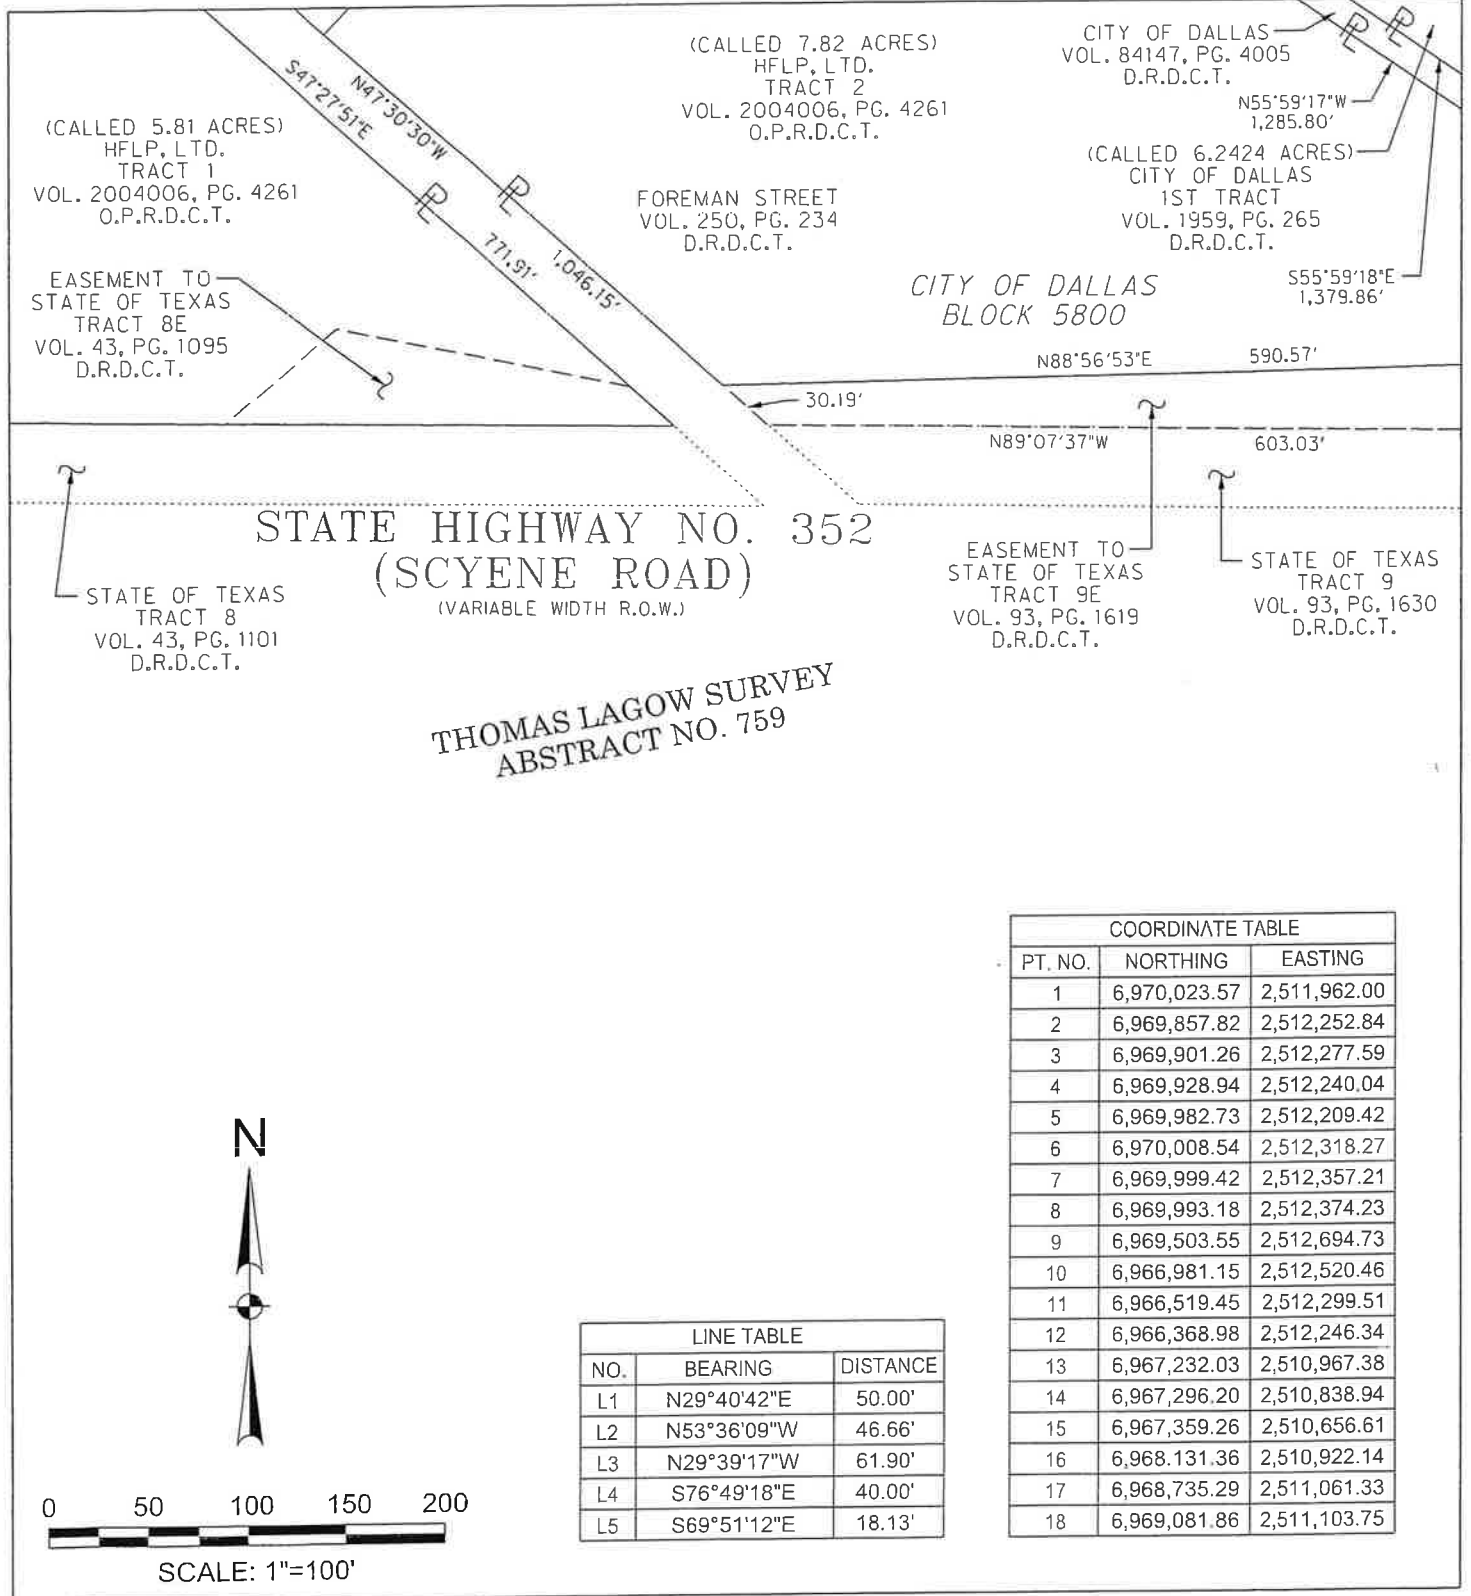 (CALLED 5.81 ACRES)
HFLP, LTD.
TRACT 1
VOL. 2004006, PG. 4261
O.P.R.D.C.T.
S47°27'51"E
N47°30'30"W
771.91'
1,046.15'
(CALLED 7.82 ACRES)
HFLP, LTD.
TRACT 2
VOL. 2004006, PG. 4261
O.P.R.D.C.T.
FOREMAN STREET
VOL. 250, PG. 234
D.R.D.C.T.
CITY OF DALLAS
VOL. 84147, PG. 4005
D.R.D.C.T.
N55°59'17"W
1,285.80'
(CALLED 6.2424 ACRES)
CITY OF DALLAS
1ST TRACT
VOL. 1959, PG. 265
D.R.D.C.T.
S55°59'18"E
1,379.86'
CITY OF DALLAS
BLOCK 5800
EASEMENT TO
STATE OF TEXAS
TRACT 8E
VOL. 43, PG. 1095
D.R.D.C.T.
N88°56'53"E 590.57'
30.19'
N89°07'37"W 603.03'
STATE HIGHWAY NO. 352
(SCYENE ROAD)
(VARIABLE WIDTH R.O.W.)
STATE OF TEXAS
TRACT 8
VOL. 43, PG. 1101
D.R.D.C.T.
EASEMENT TO
STATE OF TEXAS
TRACT 9E
VOL. 93, PG. 1619
D.R.D.C.T.
STATE OF TEXAS
TRACT 9
VOL. 93, PG. 1630
D.R.D.C.T.
THOMAS LAGOW SURVEY
ABSTRACT NO. 759
COORDINATE TABLE
PT. NO. NORTHING EASTING
1 6,970,023.57 2,511,962.00
2 6,969,857.82 2,512,252.84
3 6,969,901.26 2,512,277.59
4 6,969,928.94 2,512,240.04
5 6,969,982.73 2,512,209.42
6 6,970,008.54 2,512,318.27
7 6,969,999.42 2,512,357.21
8 6,969,993.18 2,512,374.23
9 6,969,503.55 2,512,694.73
10 6,966,981.15 2,512,520.46
11 6,966,519.45 2,512,299.51
12 6,966,368.98 2,512,246.34
13 6,967,232.03 2,510,967.38
14 6,967,296.20 2,510,838.94
15 6,967,359.26 2,510,656.61
16 6,968.131.36 2,510,922.14
17 6,968,735.29 2,511,061.33
18 6,969,081.86 2,511,103.75
N
LINE TABLE
NO. BEARING DISTANCE
L1 N29°40'42"E 50.00'
L2 N53°36'09"W 46.66'
L3 N29°39'17"W 61.90'
L4 S76°49'18"E 40.00'
L5 S69°51'12"E 18.13'
0 50 100 150 200
SCALE: 1"=100'